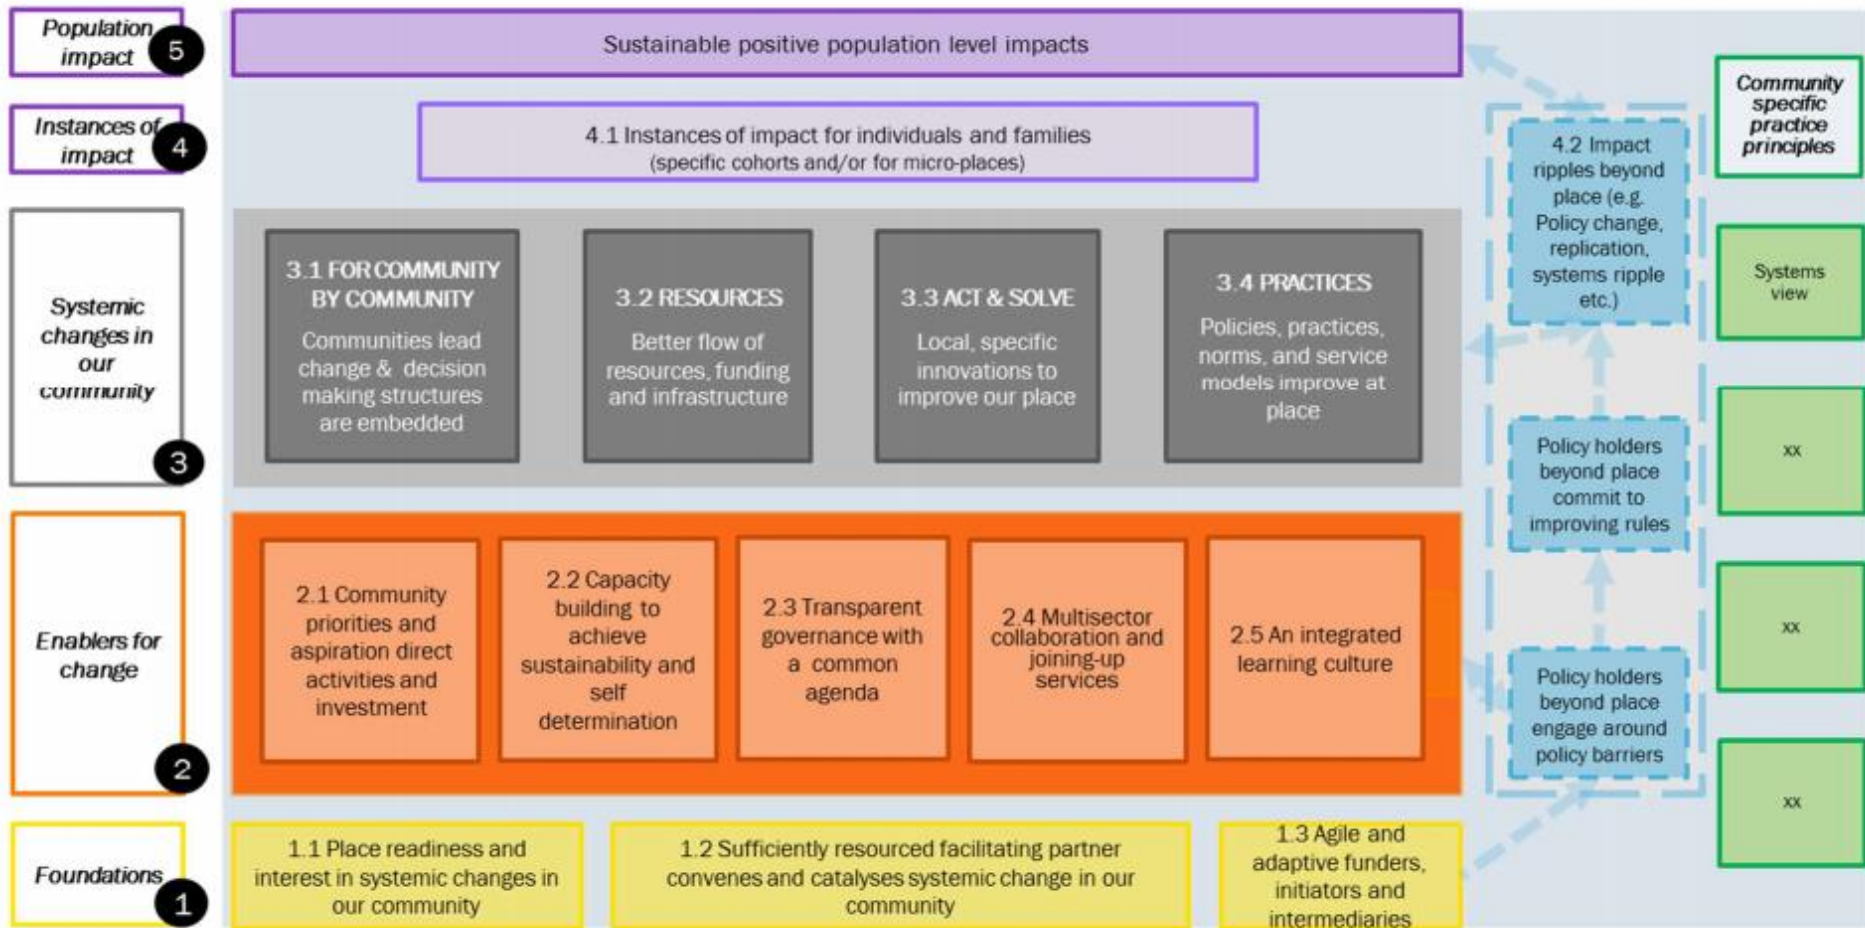 Population
impact
5
Sustainable positive population level impacts
Instances of
impact
4
4.1 Instances of impact for individuals and families
(specific cohorts and/or for micro-places)
Systemic
changes in
our
community
3
3.1 FOR COMMUNITY
BY COMMUNITY
Communities lead
change & decision
making structures
are embedded
3.2 RESOURCES
Better flow of
resources, funding
and infrastructure
3.3 ACT & SOLVE
Local, specific
innovations to
improve our place
3.4 PRACTICES
Policies, practices,
norms, and service
models improve at
place
Enablers for
change
2
2.1 Community
priorities and
aspiration direct
activities and
investment
2.2 Capacity
building to
achieve
sustainability and
self
determination
2.3 Transparent
governance with
a common
agenda
2.4 Multisector
collaboration and
joining-up
services
2.5 An integrated
learning culture
Foundations
1
1.1 Place readiness and
interest in systemic changes in
our community
1.2 Sufficiently resourced facilitating partner
convenes and catalyses systemic change in our
community
1.3 Agile and
adaptive funders,
initiators and
intermediaries
4.2 Impact
ripples beyond
place (e.g.
Policy change,
replication,
systems ripple
etc.)
Policy holders
beyond place
commit to
improving rules
Policy holders
beyond place
engage around
policy barriers
Community
specific
practice
principles
Systems
view
xx
xx
xx